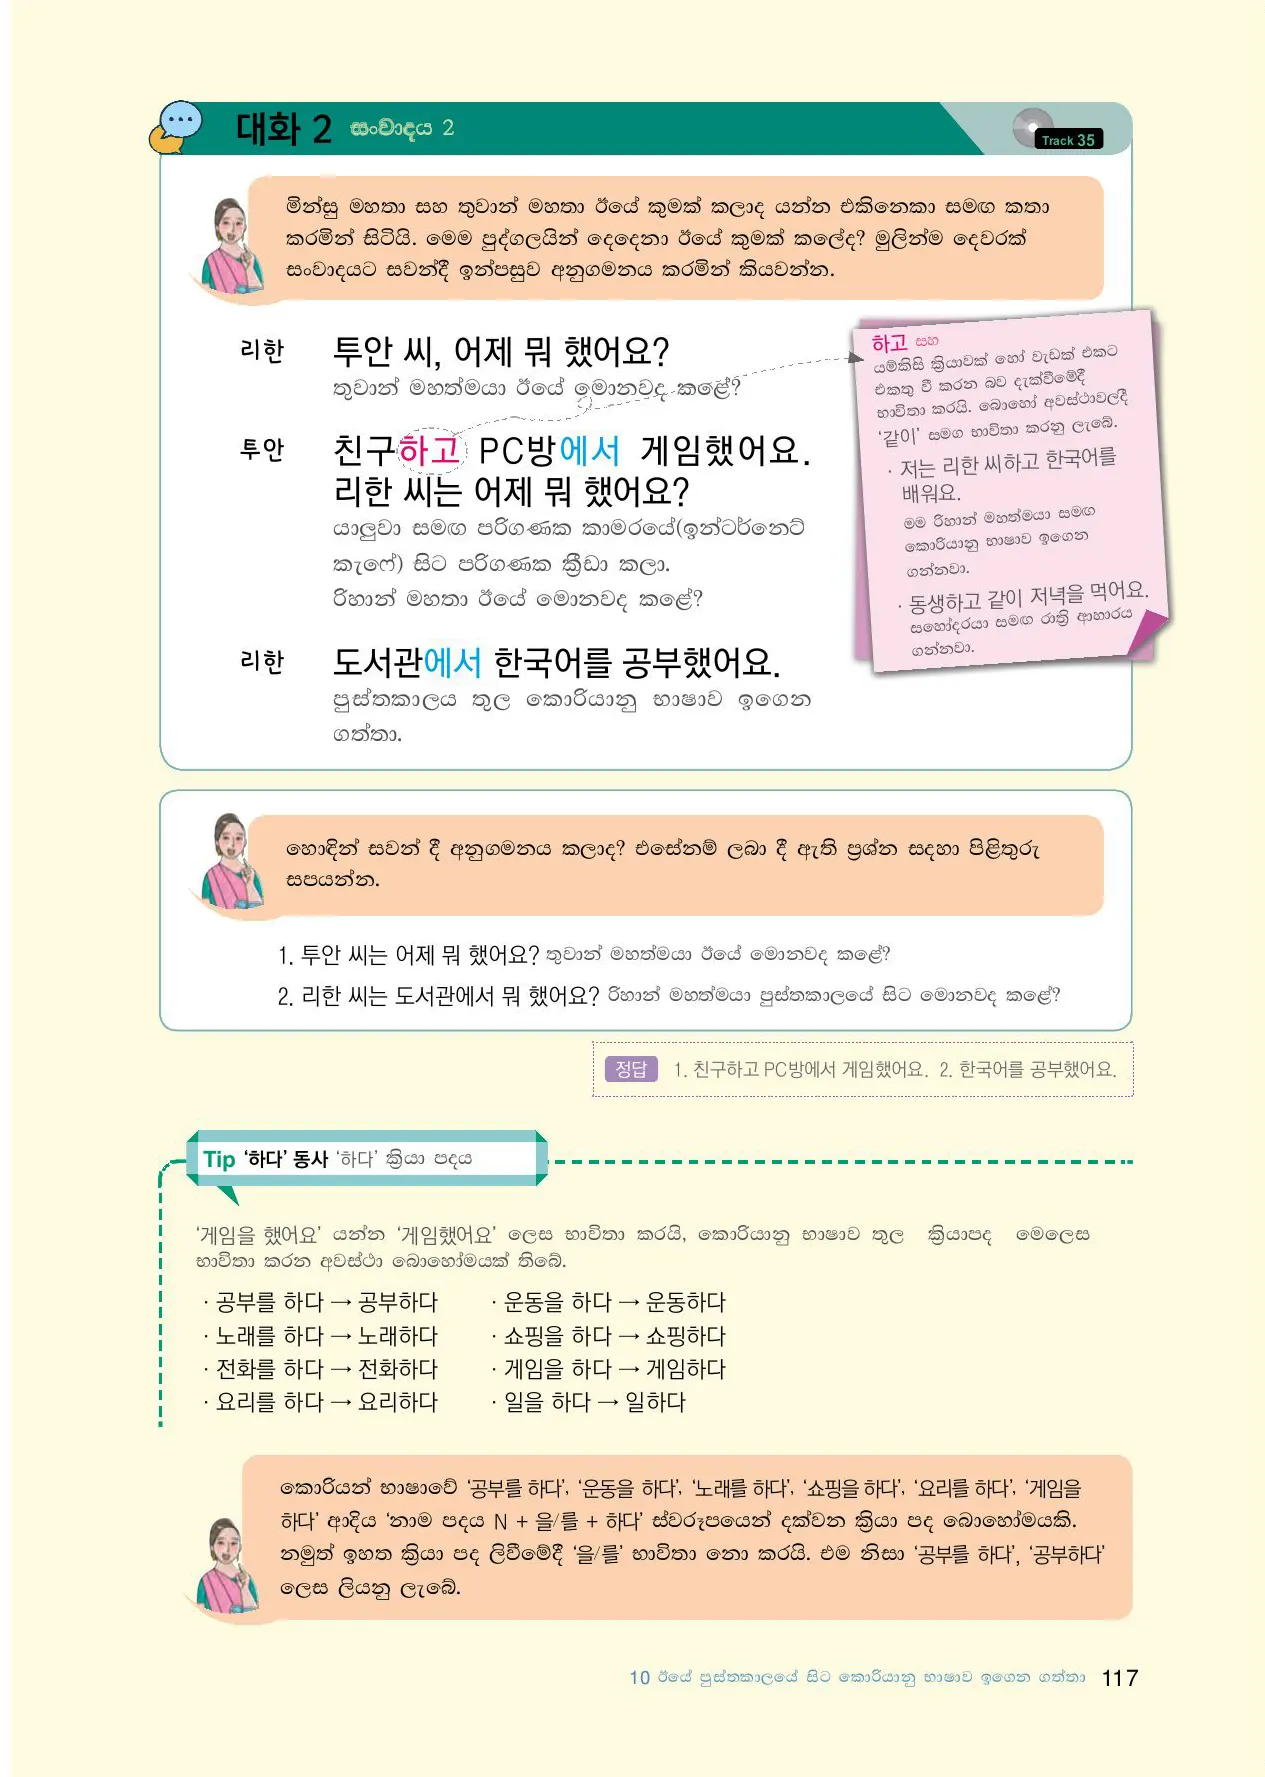 대화 2 සංවාදය 2
Track 35
මින්සු මහතා සහ තුවාන් මහතා ඊයේ කුමක් කලාද යන්න එකිනෙකා සමඟ කතා
කරමින් සිටියි. මෙම පුද්ගලයින් දෙදෙනා ඊයේ කුමක් කලේද? මුලින්ම දෙවරක්
සංවාදයට සවන්දී ඉන්පසුව අනුගමනය කරමින් කියවන්න.
리한 투안 씨, 어제 뭐 했어요?
තුවාන් මහත්මයා ඊයේ මොනවද කළේ?
투안 친구하고 PC방에서 게임했어요.
리한 씨는 어제 뭐 했어요?
යාලුවා සමඟ පරිගණක කාමරයේ(ඉන්ටර්නෙට්
කැෆේ) සිට පරිගණක ක්‍රීඩා කලා.
රිහාන් මහතා ඊයේ මොනවද කළේ?
리한 도서관에서 한국어를 공부했어요.
පුස්තකාලය තුල කොරියානු භාෂාව ඉගෙන
ගත්තා.
하고 සහ
යම්කිසි ක්‍රියාවක් හෝ වැඩක් එකට
එකතු වී කරන බව දැක්වීමේදී
භාවිතා කරයි. බොහෝ අවස්ථාවලදී
‘같이’ සමග භාවිතා කරනු ලැබේ.
· 저는 리한 씨하고 한국어를
배워요.
මම රිහාන් මහත්මයා සමඟ
කොරියානු භාෂාව ඉගෙන
ගන්නවා.
· 동생하고 같이 저녁을 먹어요.
සහෝදරයා සමඟ රාත්‍රි ආහාරය
ගන්නවා.
හොඳින් සවන් දී අනුගමනය කලාද? එසේනම් ලබා දී ඇති ප්‍රශ්න සදහා පිළිතුරු
සපයන්න.
1. 투안 씨는 어제 뭐 했어요? තුවාන් මහත්මයා ඊයේ මොනවද කළේ?
2. 리한 씨는 도서관에서 뭐 했어요? රිහාන් මහත්මයා පුස්තකාලයේ සිට මොනවද කළේ?
정답 1. 친구하고 PC방에서 게임했어요. 2. 한국어를 공부했어요.
Tip ‘하다’ 동사 ‘하다’ ක්‍රියා පදය
‘게임을 했어요’ යන්න ‘게임했어요’ ලෙස භාවිතා කරයි, කොරියානු භාෂාව තුල ක්‍රියාපද මෙලෙස
භාවිතා කරන අවස්ථා බොහෝමයක් තිබේ.
· 공부를 하다 → 공부하다 · 운동을 하다 → 운동하다
· 노래를 하다 → 노래하다 · 쇼핑을 하다 → 쇼핑하다
· 전화를 하다 → 전화하다 · 게임을 하다 → 게임하다
· 요리를 하다 → 요리하다 · 일을 하다 → 일하다
කොරියන් භාෂාවේ ‘공부를 하다’, ‘운동을 하다’, ‘노래를 하다’, ‘쇼핑을 하다’, ‘요리를 하다’, ‘게임을
하다’ ආදිය ‘නාම පදය N + 을/를 + 하다’ ස්වරූපයෙන් දක්වන ක්‍රියා පද බොහෝමයකි.
නමුත් ඉහත ක්‍රියා පද ලිවීමේදී ‘을/를’ භාවිතා නො කරයි. එම නිසා ‘공부를 하다’, ‘공부하다’
ලෙස ලියනු ලැබේ.
10 ඊයේ පුස්තකාලයේ සිට කොරියානු භාෂාව ඉගෙන ගත්තා 117